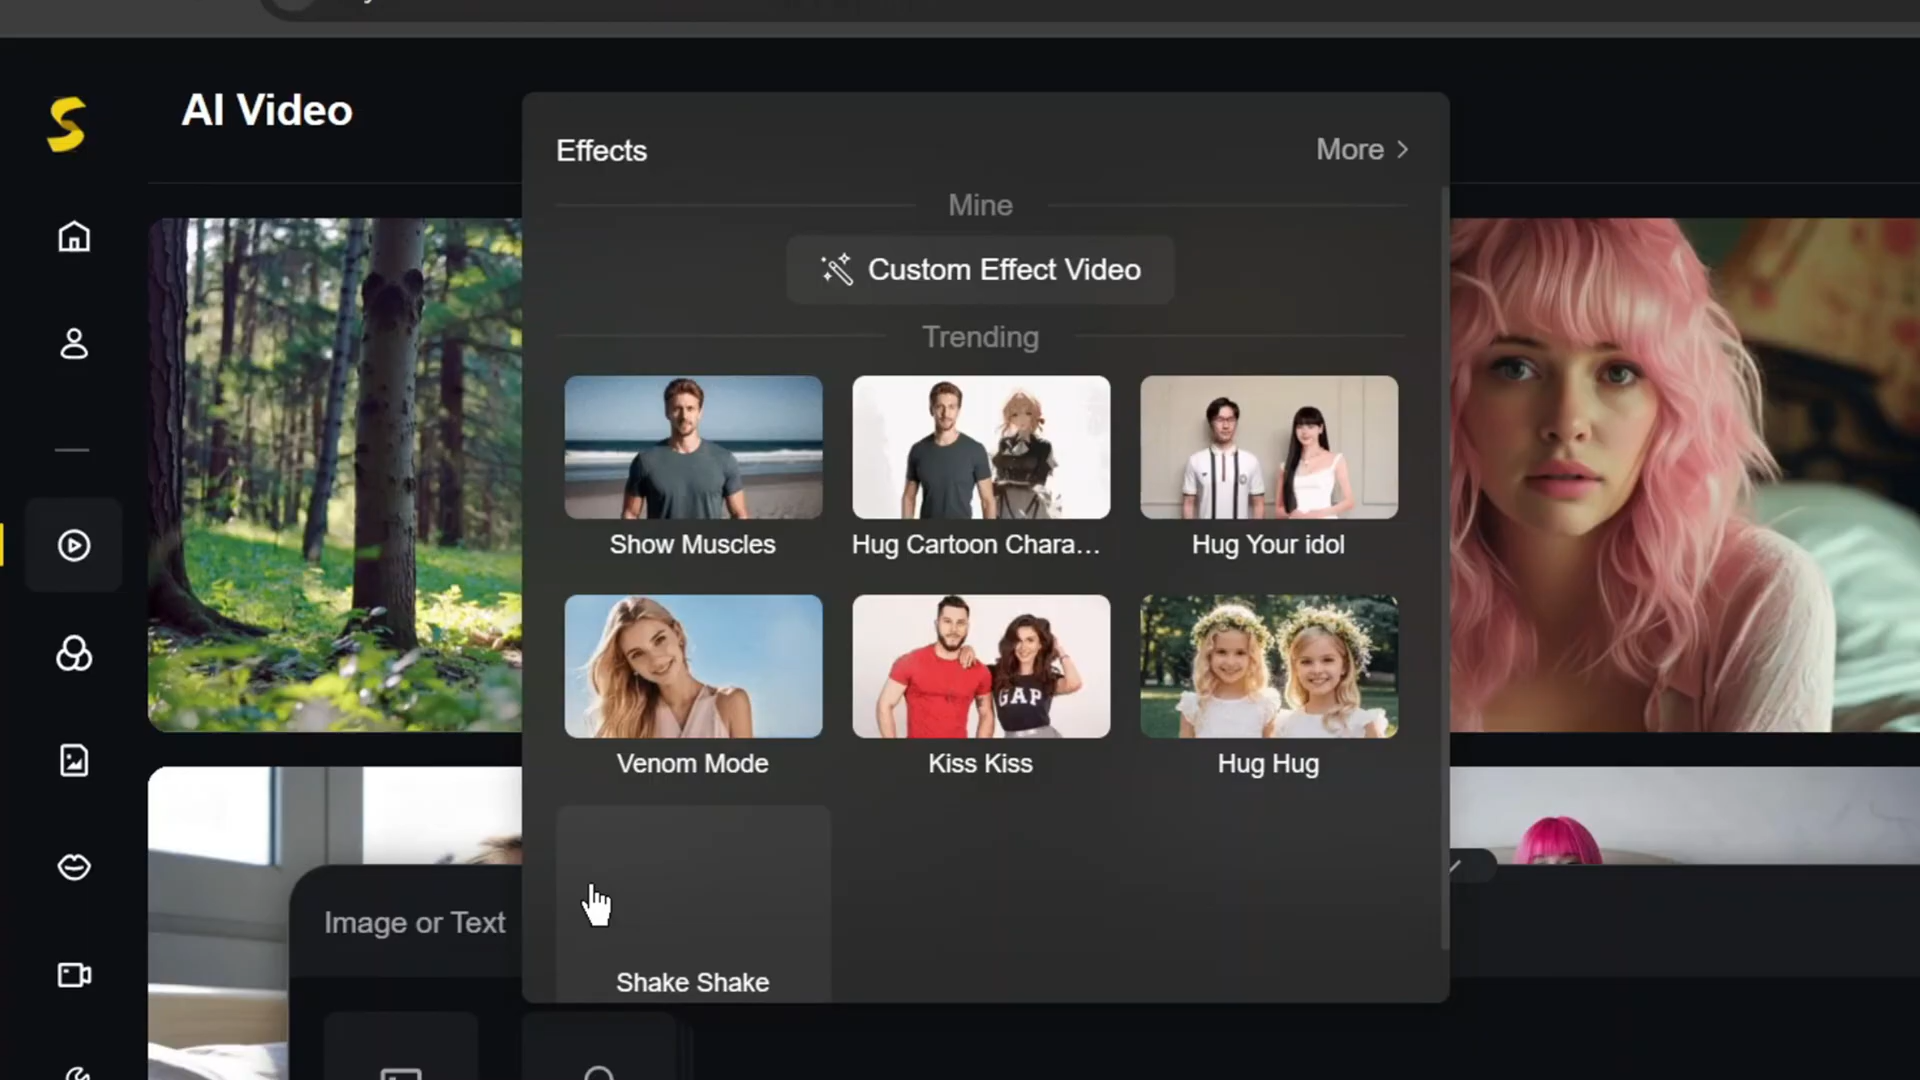 AI Video
Effects
More
Mine
Custom Effect Video
Trending
Show Muscles
Hug Cartoon Chara...
Hug Your idol
GAP
Venom Mode
Kiss Kiss
Hug Hug
Image or Text
Shake Shake